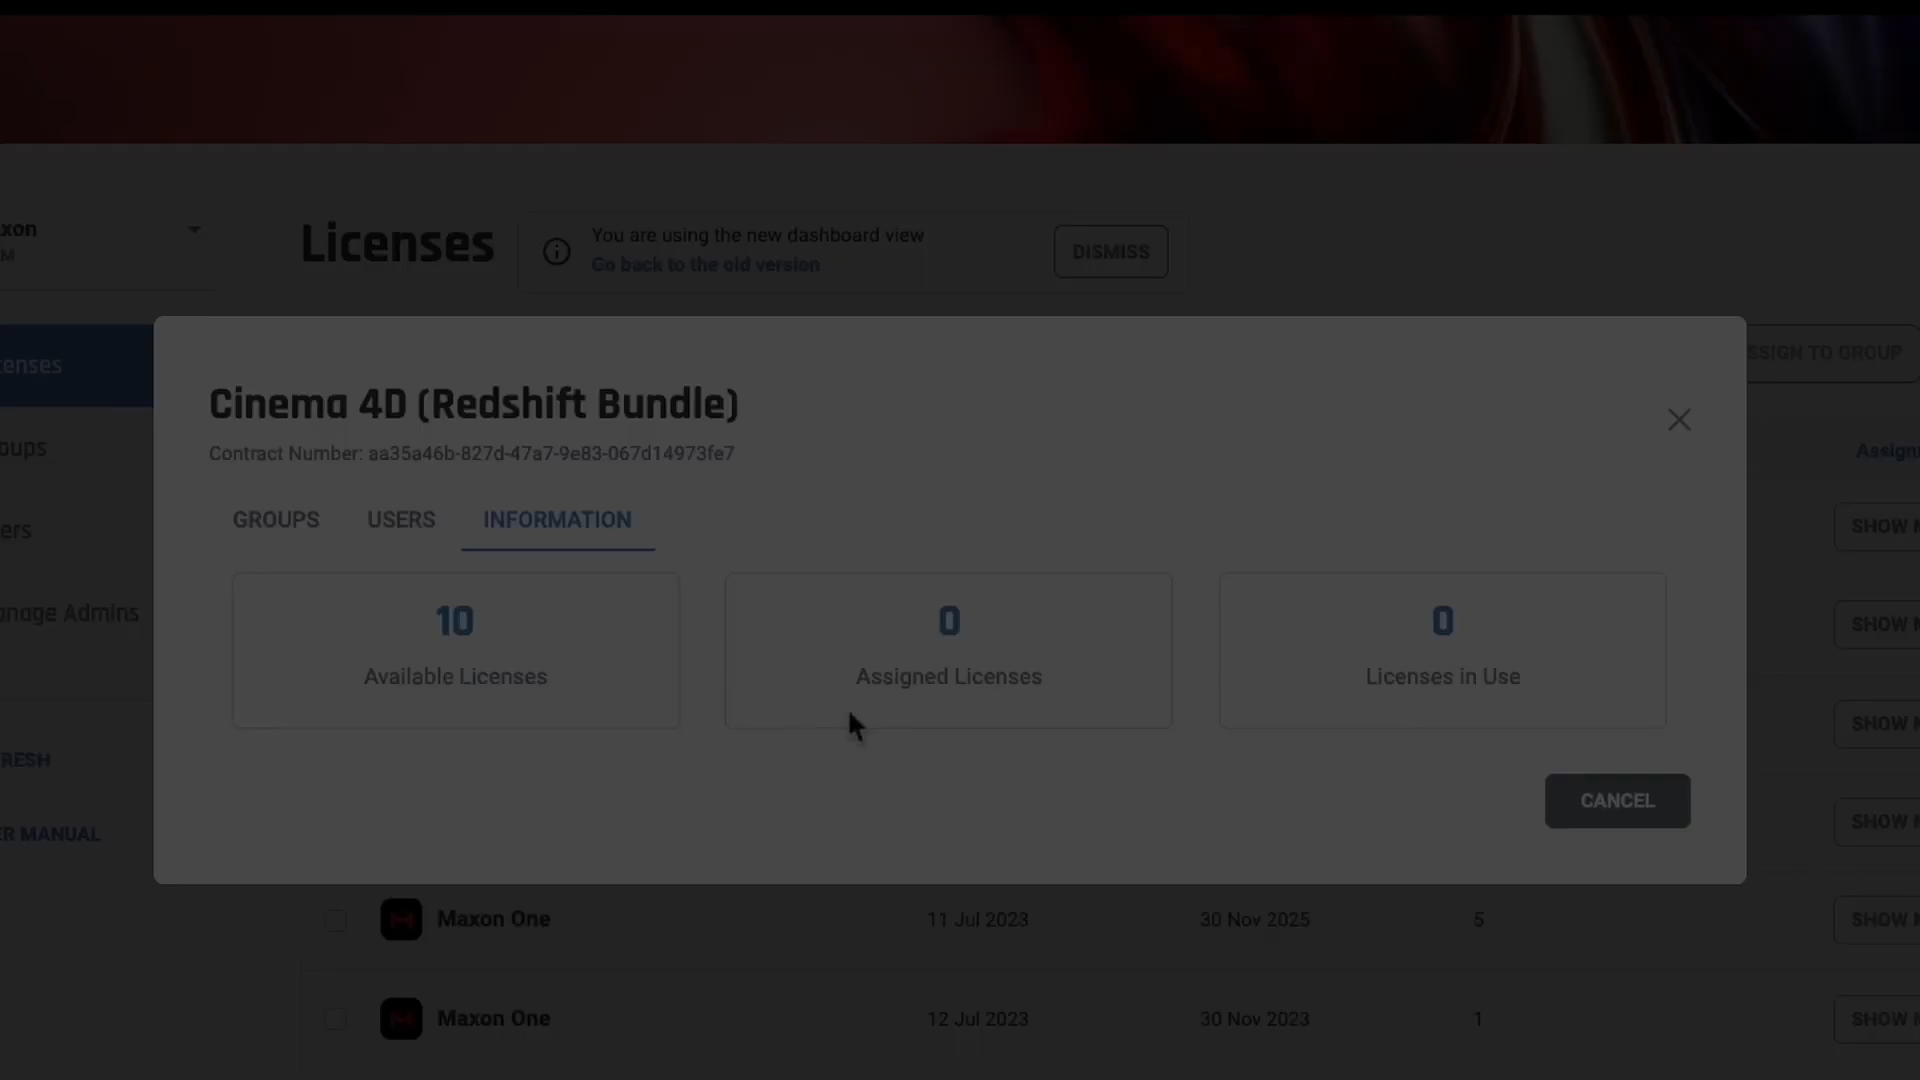 xon
M
Licenses
You are using the new dashboard view
Go back to the old version
DISMISS
enses
SSIGN TO GROUP
Cinema 4D (Redshift Bundle)
Contract Number: aa35a46b-827d-47a7-9e83-067d14973fe7
oups
Assign
GROUPS
USERS
INFORMATION
ers
SHOW
10
0
0
anage Admins
SHOW
Available Licenses
Assigned Licenses
Licenses in Use
SHOW
RESH
CANCEL
ER MANUAL
SHOW
Maxon One
11 Jul 2023
30 Nov 2025
5
SHOW
Maxon One
12 Jul 2023
30 Nov 2023
1
SHOW